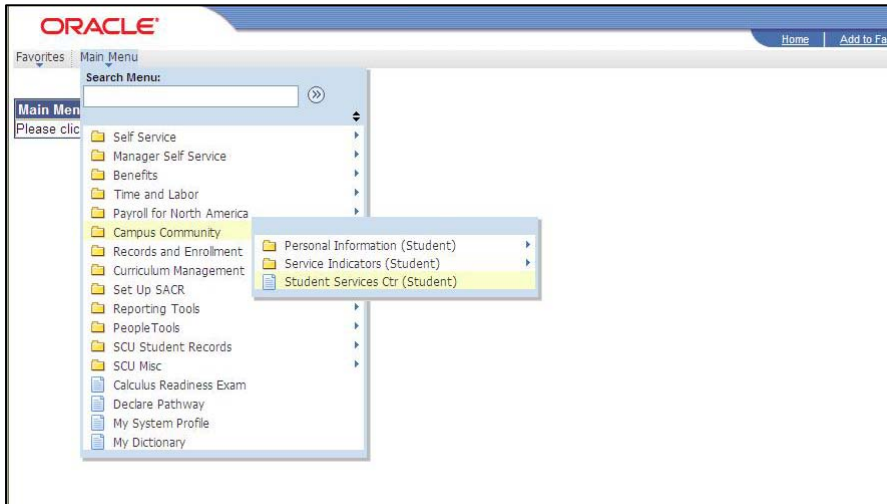 ORACLE'
Home Add to Fa
Favorites Main Menu
Search Menu:
Main Men
Please clic
Self Service
Manager Self Service
Benefits
Time and Labor
Payroll for North America
Campus Community
Personal Information (Student)
Records and Enrollment
Service Indicators (Student)
Curriculum Management
Student Services Ctr (Student)
Set Up SACR
Reporting Tools
PeopleTools
SCU Student Records
SCU Misc
Calculus Readiness Exam
Declare Pathway
My System Profile
My Dictionary